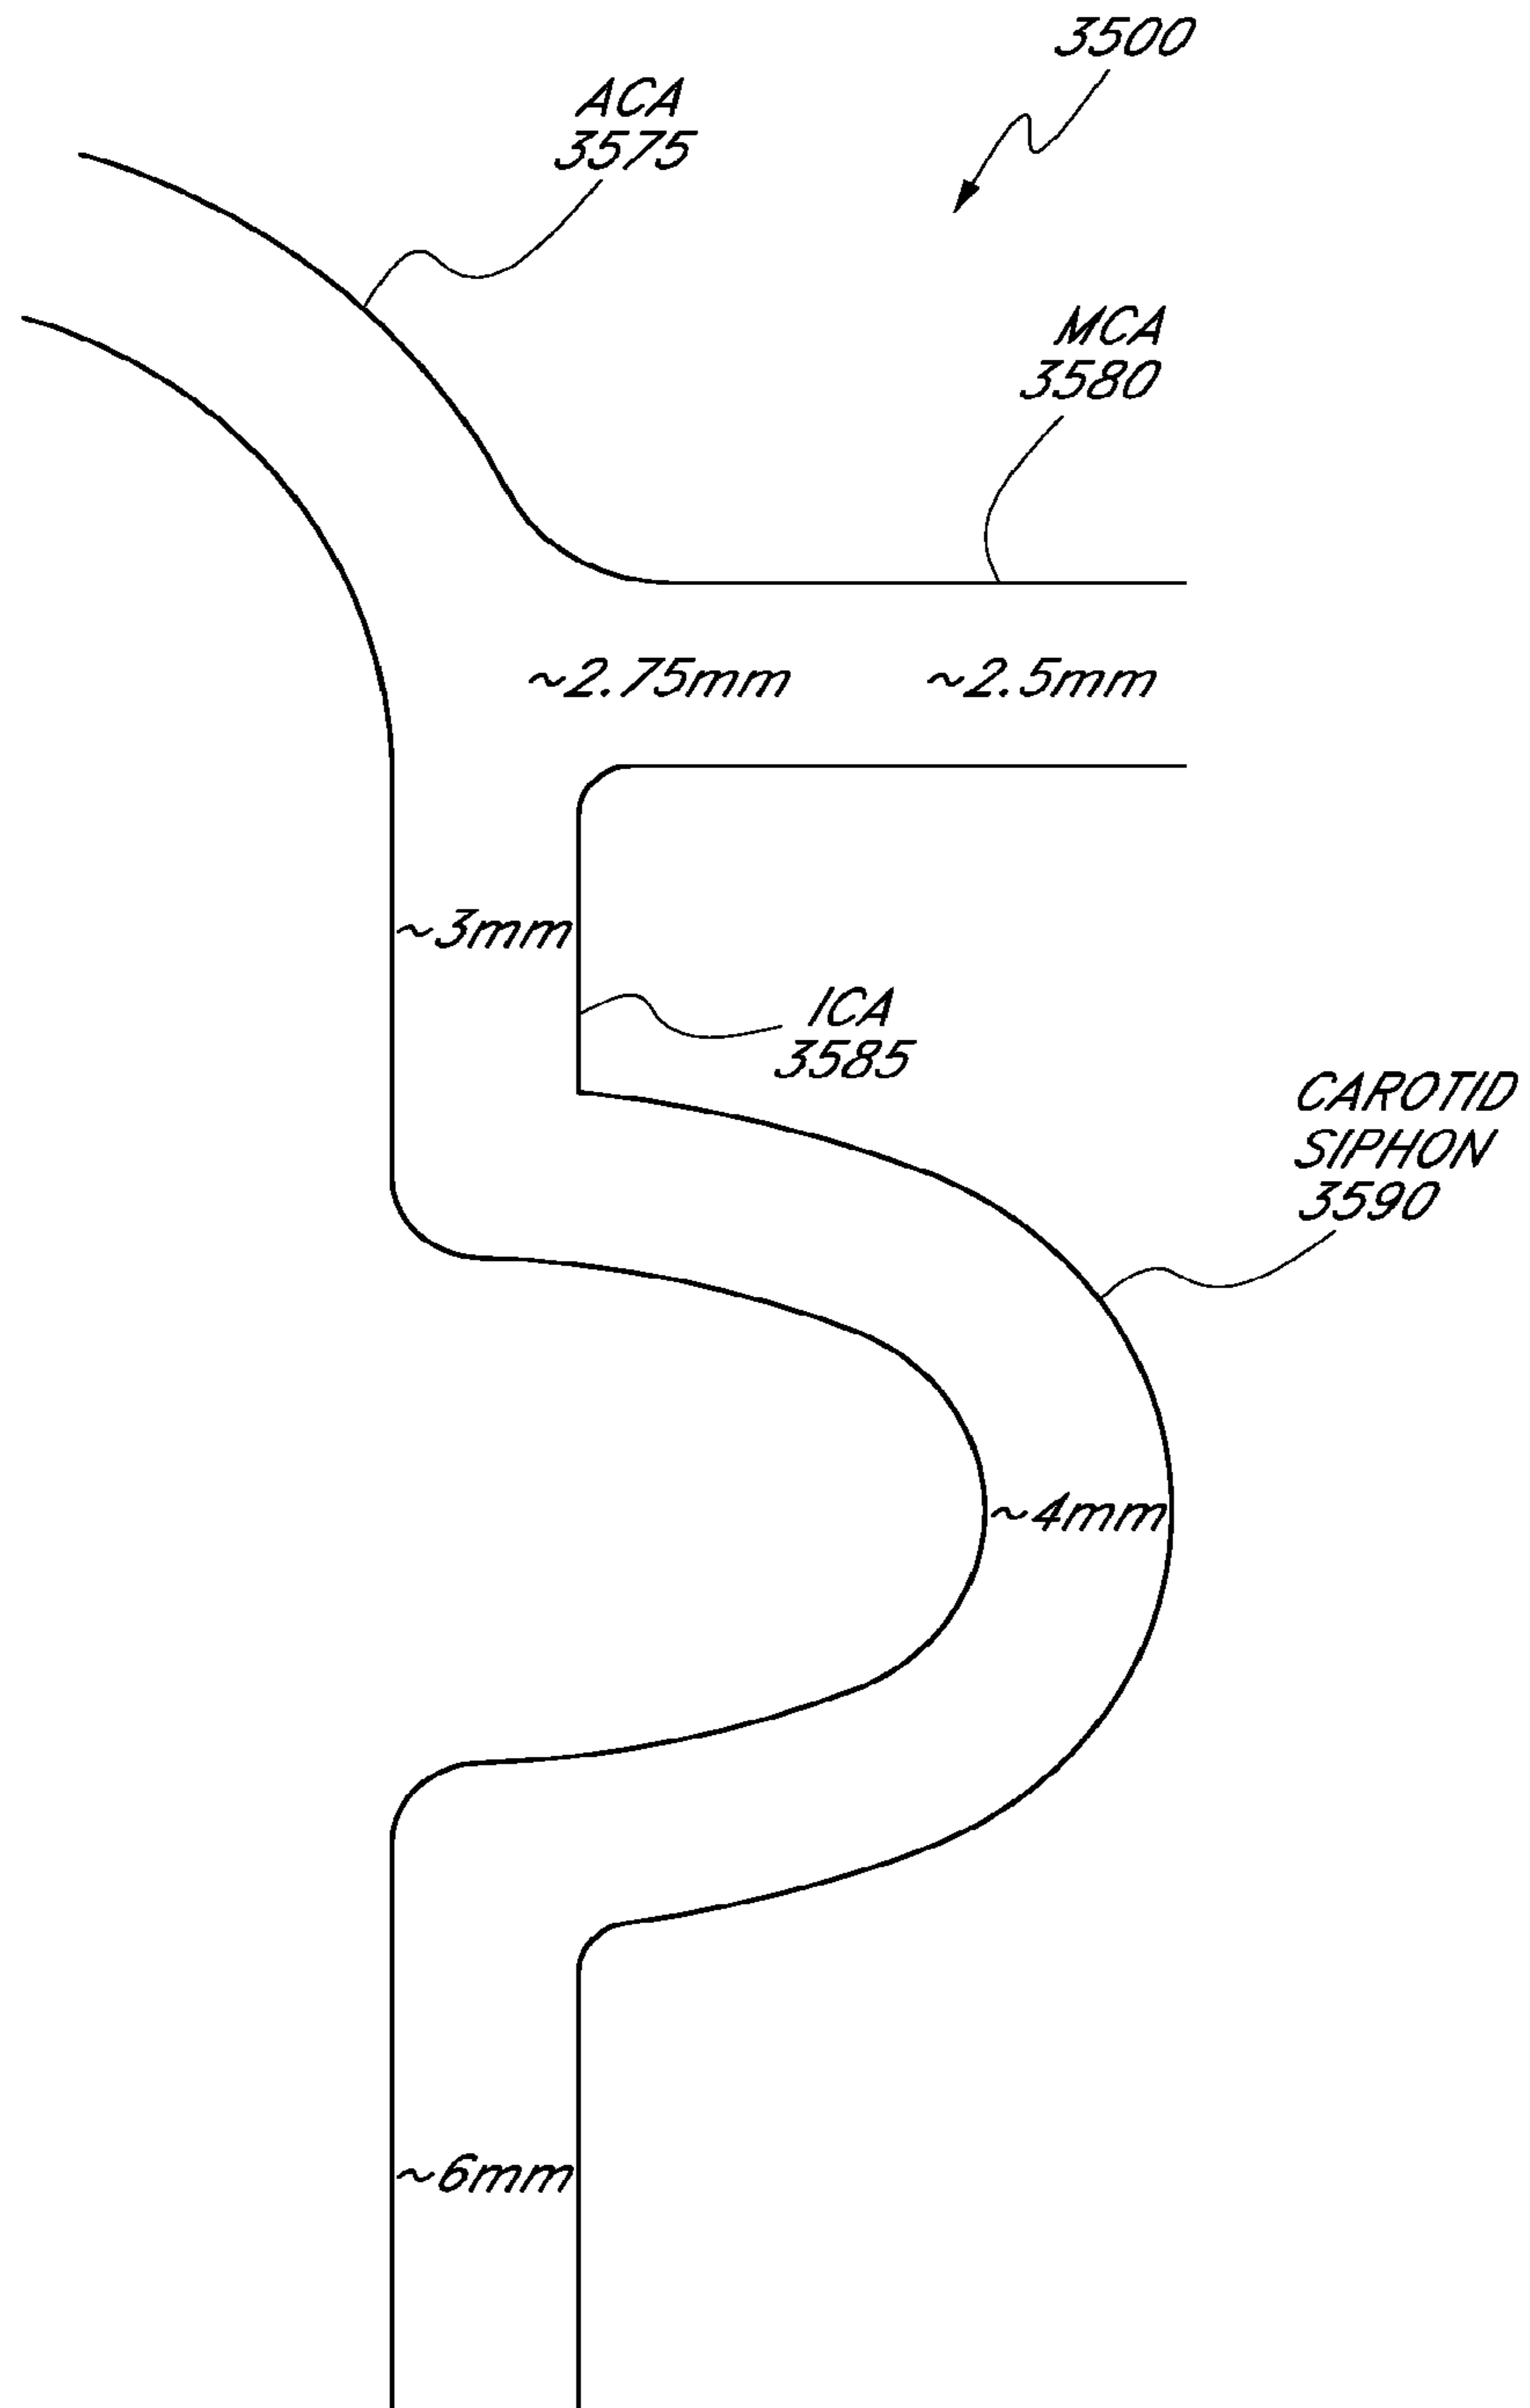 3500
ACA
3575
MCA
3580
~2.75mm ~2.5mm
~3mm
ICA
3585
CAROTID
SIPHON
3590
~4mm
~6mm